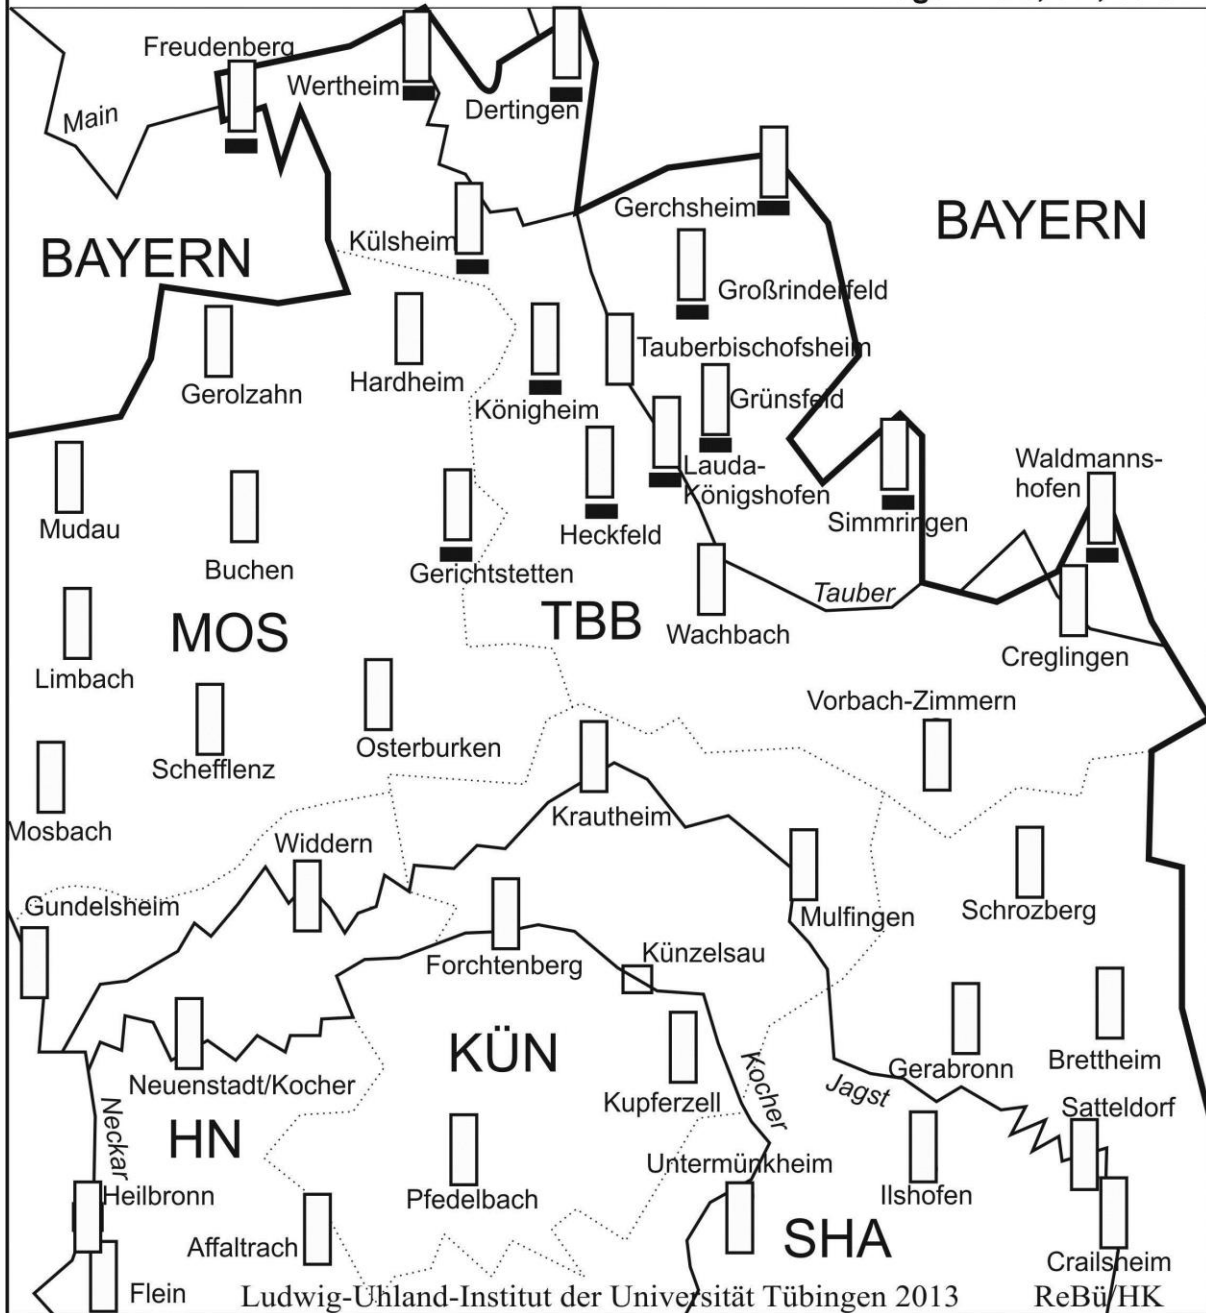 Freudenberg
Wertheim
Dertingen
Main
Gerchsheim
BAYERN
BAYERN
Külsheim
Großrinderfeld
Tauberbischofsheim
Gerolzahn
Hardheim
Königheim
Grünsfeld
Lauda-
Königshofen
Waldmanns-
hofen
Mudau
Buchen
Gerichtstetten
Heckfeld
Simmringen
MOS
TBB
Tauber
Wachbach
Creglingen
Limbach
Schefflenz
Osterburken
Vorbach-Zimmern
Mosbach
Widdern
Krautheim
Gundelsheim
Mulfingen
Schrozberg
Forchtenberg
Künzelsau
KÜN
Neuenstadt/Kocher
Kupferzell
Kocher
Jagst
Gerabronn
Brettheim
Satteldorf
Neckar
HN
Heilbronn
Pfedelbach
Untermünkheim
Ilshofen
Affaltrach
SHA
Crailsheim
Flein
Ludwig-Uhland-Institut der Universität Tübingen 2013
ReBü/HK